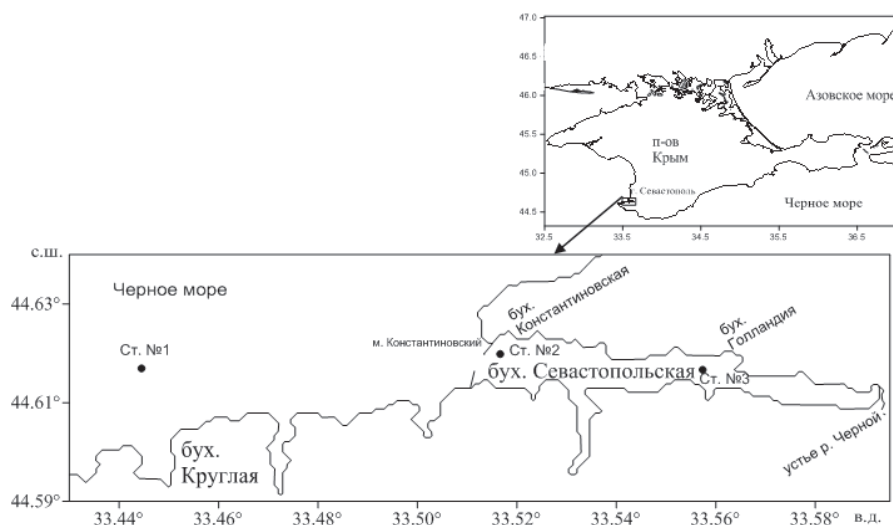 47.0
46.5
46.0
45.5
45.0
44.5
32.5 33.5 34.5 35.5 36.5
Азовское море
п-ов
Крым
г. Севастополь
Черное море
с.ш.
44.63°
44.61°
44.59°
Черное море
Ст. №1
м. Константиновский
бух.
Константиновская
Ст. №2
бух. Севастопольская
бух.
Голландия
Ст. №3
устье р. Черной
бух.
Круглая
33.44° 33.46° 33.48° 33.50° 33.52° 33.54° 33.56° 33.58° в.д.